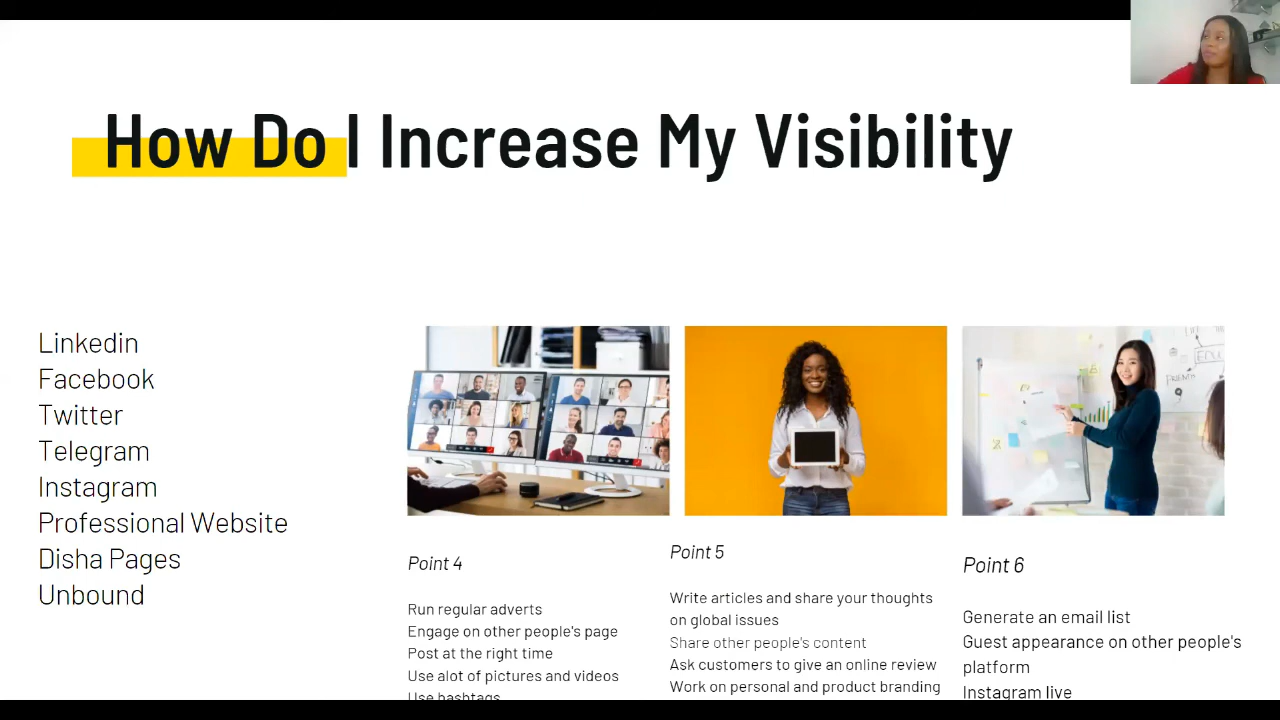 How Do I Increase My Visibility
Linkedin
Facebook
Twitter
Telegram
Instagram
Professional Website
Disha Pages
Unbound
Point 4
Run regular adverts
Engage on other people's page
Post at the right time
Use alot of pictures and videos
Use hashtags
Point 5
Write articles and share your thoughts
on global issues
Share other people's content
Ask customers to give an online review
Work on personal and product branding
Point 6
Generate an email list
Guest appearance on other people's
platform
Instagram live